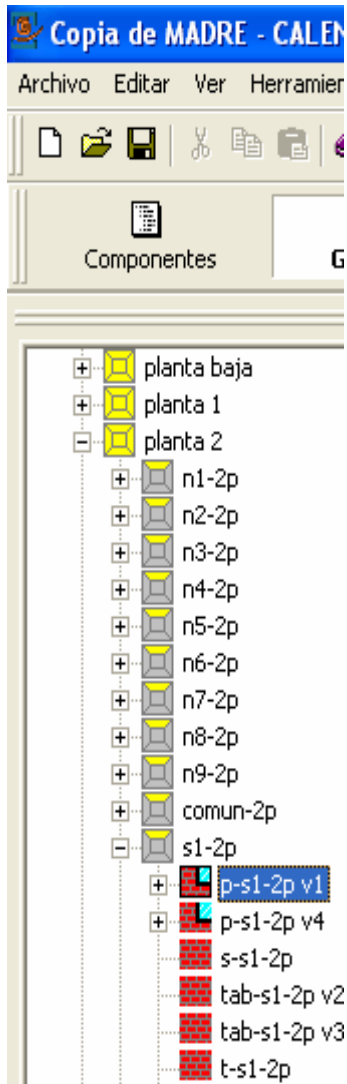 Copia de MADRE - CALEN
Archivo Editar Ver Herramien
Componentes G
planta baja
planta 1
planta 2
n1-2p
n2-2p
n3-2p
n4-2p
n5-2p
n6-2p
n7-2p
n8-2p
n9-2p
comun-2p
s1-2p
p-s1-2p v1
p-s1-2p v4
s-s1-2p
tab-s1-2p v2
tab-s1-2p v3
t-s1-2p